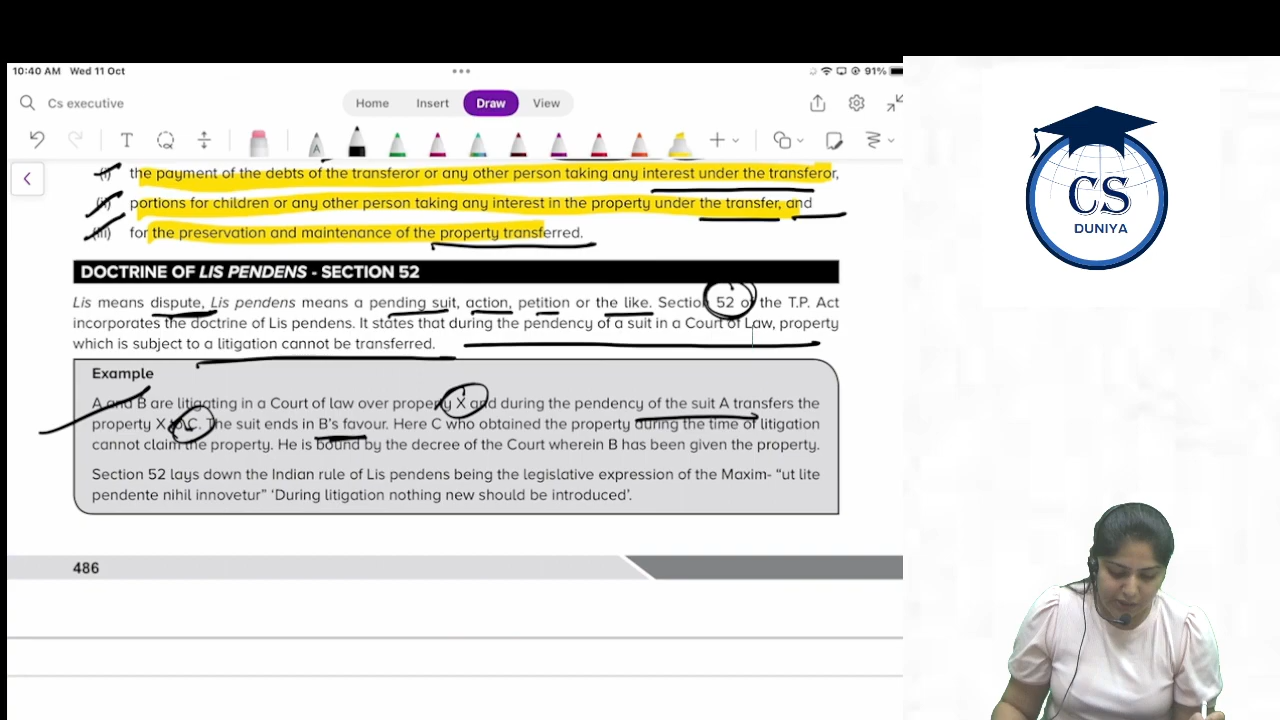 10:40 AM Wed 11 Oct
91%
Cs executive
Home Insert Draw View
(i) the payment of the debts of the transferor or any other person taking any interest under the transferor,
(ii) portions for children or any other person taking any interest in the property under the transfer, and
(iii) for the preservation and maintenance of the property transferred.
DOCTRINE OF LIS PENDENS - SECTION 52
Lis means dispute, Lis pendens means a pending suit, action, petition or the like. Section 52 of the T.P. Act
incorporates the doctrine of Lis pendens. It states that during the pendency of a suit in a Court of Law, property
which is subject to a litigation cannot be transferred.
Example
A and B are litigating in a Court of law over property X and during the pendency of the suit A transfers the
property X to C. The suit ends in B's favour. Here C who obtained the property during the time of litigation
cannot claim the property. He is bound by the decree of the Court wherein B has been given the property.
Section 52 lays down the Indian rule of Lis pendens being the legislative expression of the Maxim- “ut lite
pendente nihil innovetur” ‘During litigation nothing new should be introduced’.
486
CS
DUNIYA